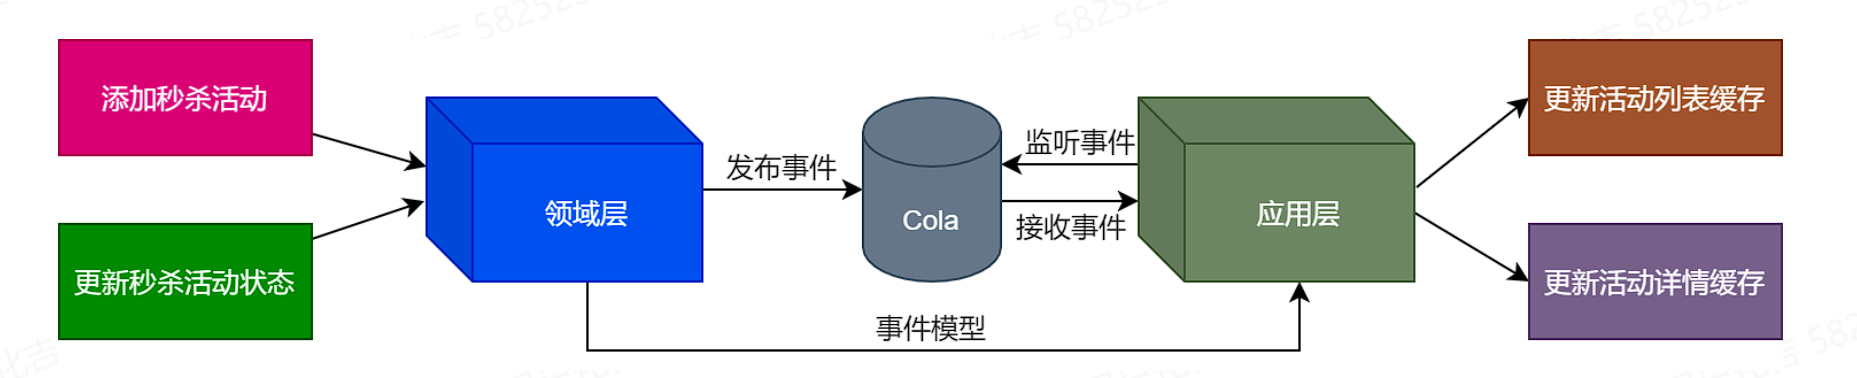 添加秒杀活动
更新秒杀活动状态
领域层
发布事件
Cola
监听事件
接收事件
应用层
事件模型
更新活动列表缓存
更新活动详情缓存